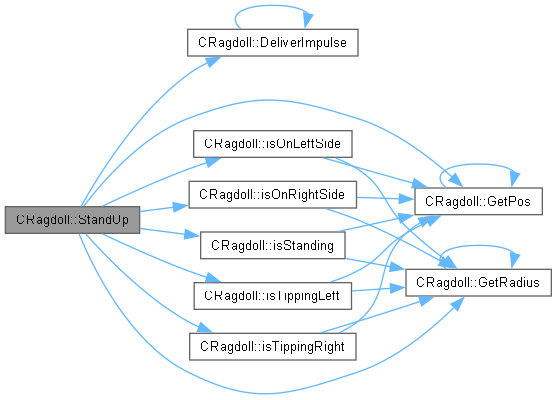 CRagdoll::DeliverImpulse
CRagdoll::isOnLeftSide
CRagdoll::isOnRightSide
CRagdoll::GetPos
CRagdoll::StandUp
CRagdoll::isStanding
CRagdoll::GetRadius
CRagdoll::isTippingLeft
CRagdoll::isTippingRight